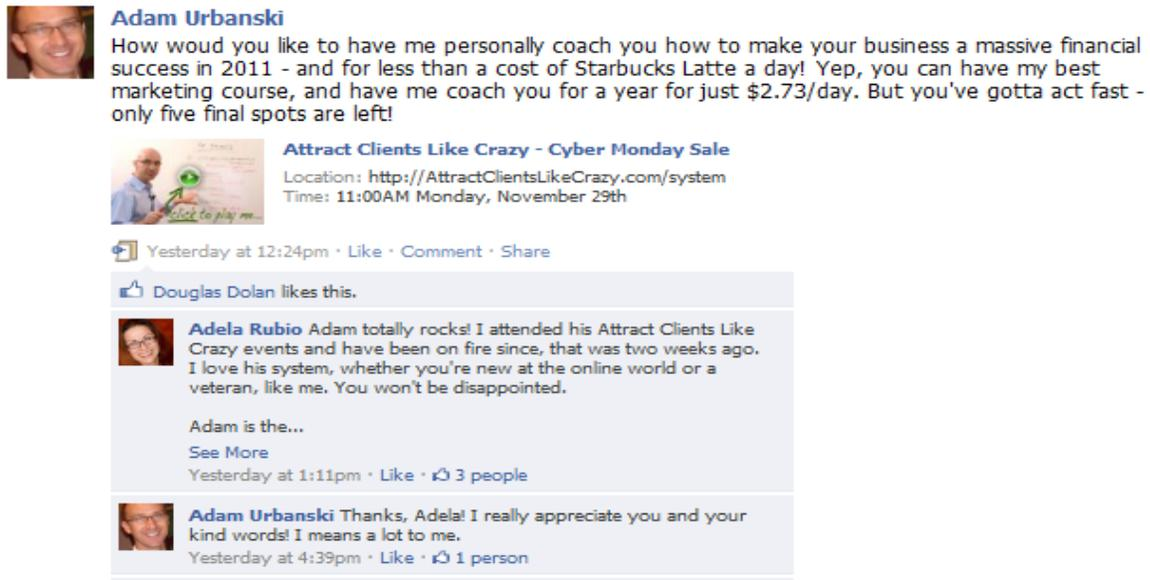 Adam Urbanski
How woud you like to have me personally coach you how to make your business a massive financial
success in 2011 - and for less than a cost of Starbucks Latte a day! Yep, you can have my best
marketing course, and have me coach you for a year for just $2.73/day. But you've gotta act fast -
only five final spots are left!
Attract Clients Like Crazy - Cyber Monday Sale
Location: http://AttractClientsLikeCrazy.com/system
Time: 11:00AM Monday, November 29th
click to play me...
Yesterday at 12:24pm · Like · Comment · Share
Douglas Dolan likes this.
Adela Rubio Adam totally rocks! I attended his Attract Clients Like
Crazy events and have been on fire since, that was two weeks ago.
I love his system, whether you're new at the online world or a
veteran, like me. You won't be disappointed.
Adam is the...
See More
Yesterday at 1:11pm · Like · 3 people
Adam Urbanski Thanks, Adela! I really appreciate you and your
kind words! I means a lot to me.
Yesterday at 4:39pm · Like · 1 person